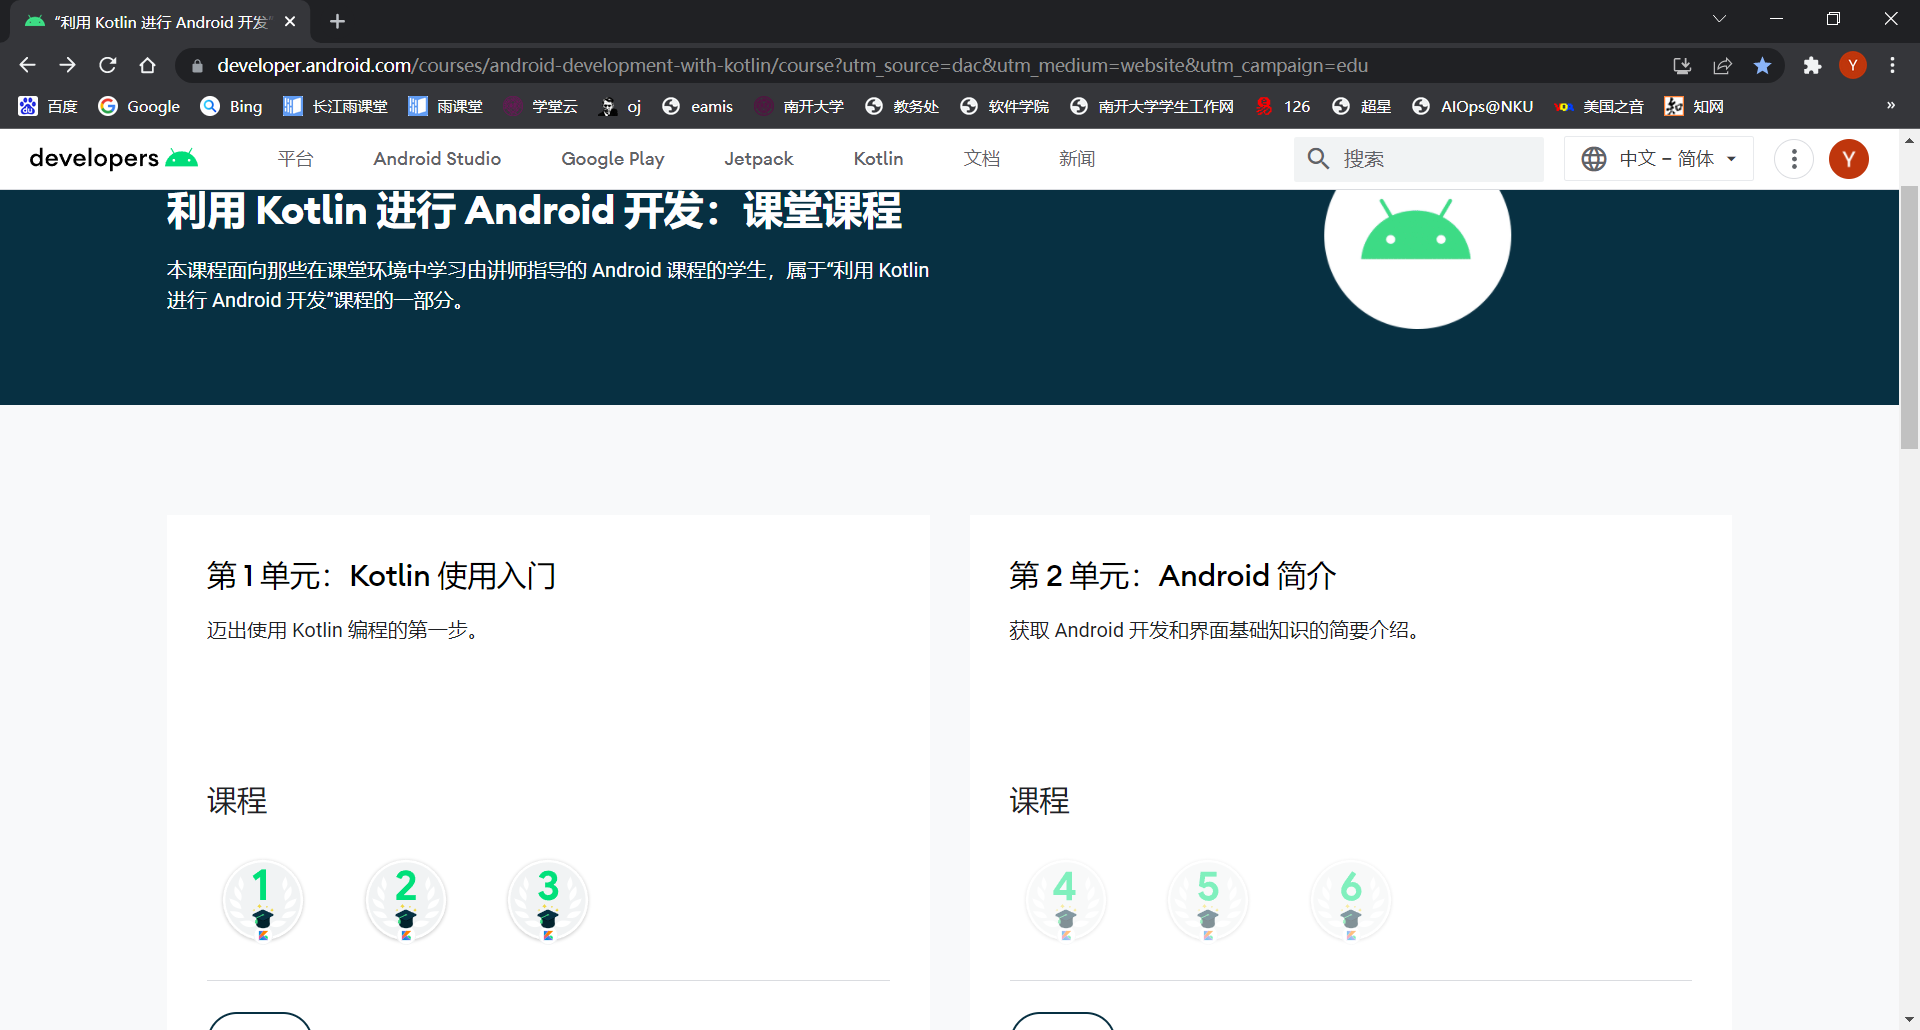 “利用 Kotlin 进行 Android 开发”
developer.android.com/courses/android-development-with-kotlin/course?utm_source=dac&utm_medium=website&utm_campaign=edu
Y
百度 Google Bing 长江雨课堂 雨课堂 学堂云 oj eamis 南开大学 教务处 软件学院 南开大学学生工作网 126 超星 AIOps@NKU 美国之音 知网 »
developers 平台 Android Studio Google Play Jetpack Kotlin 文档 新闻 搜索 中文 – 简体 Y
利用 Kotlin 进行 Android 开发：课堂课程
本课程面向那些在课堂环境中学习由讲师指导的 Android 课程的学生，属于“利用 Kotlin
进行 Android 开发”课程的一部分。
第 1 单元：Kotlin 使用入门
迈出使用 Kotlin 编程的第一步。
课程
1 2 3
第 2 单元：Android 简介
获取 Android 开发和界面基础知识的简要介绍。
课程
4 5 6